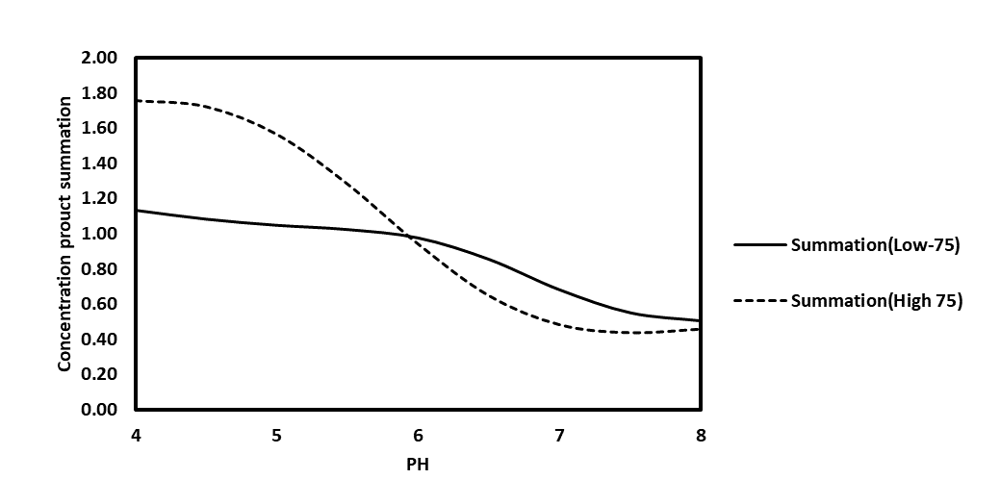 2.00
1.80
1.60
1.40
1.20
1.00
0.80
0.60
0.40
0.20
0.00
Concentration prouct summation
4 5 6 7 8
PH
Summation(Low-75)
Summation(High 75)